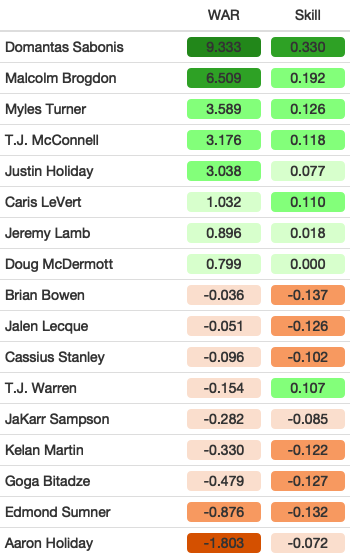 WAR Skill
Domantas Sabonis 9.333 0.330
Malcolm Brogdon 6.509 0.192
Myles Turner 3.589 0.126
T.J. McConnell 3.176 0.118
Justin Holiday 3.038 0.077
Caris LeVert 1.032 0.110
Jeremy Lamb 0.896 0.018
Doug McDermott 0.799 0.000
Brian Bowen -0.036 -0.137
Jalen Lecque -0.051 -0.126
Cassius Stanley -0.096 -0.102
T.J. Warren -0.154 0.107
JaKarr Sampson -0.282 -0.085
Kelan Martin -0.330 -0.122
Goga Bitadze -0.479 -0.127
Edmond Sumner -0.876 -0.132
Aaron Holiday -1.803 -0.072